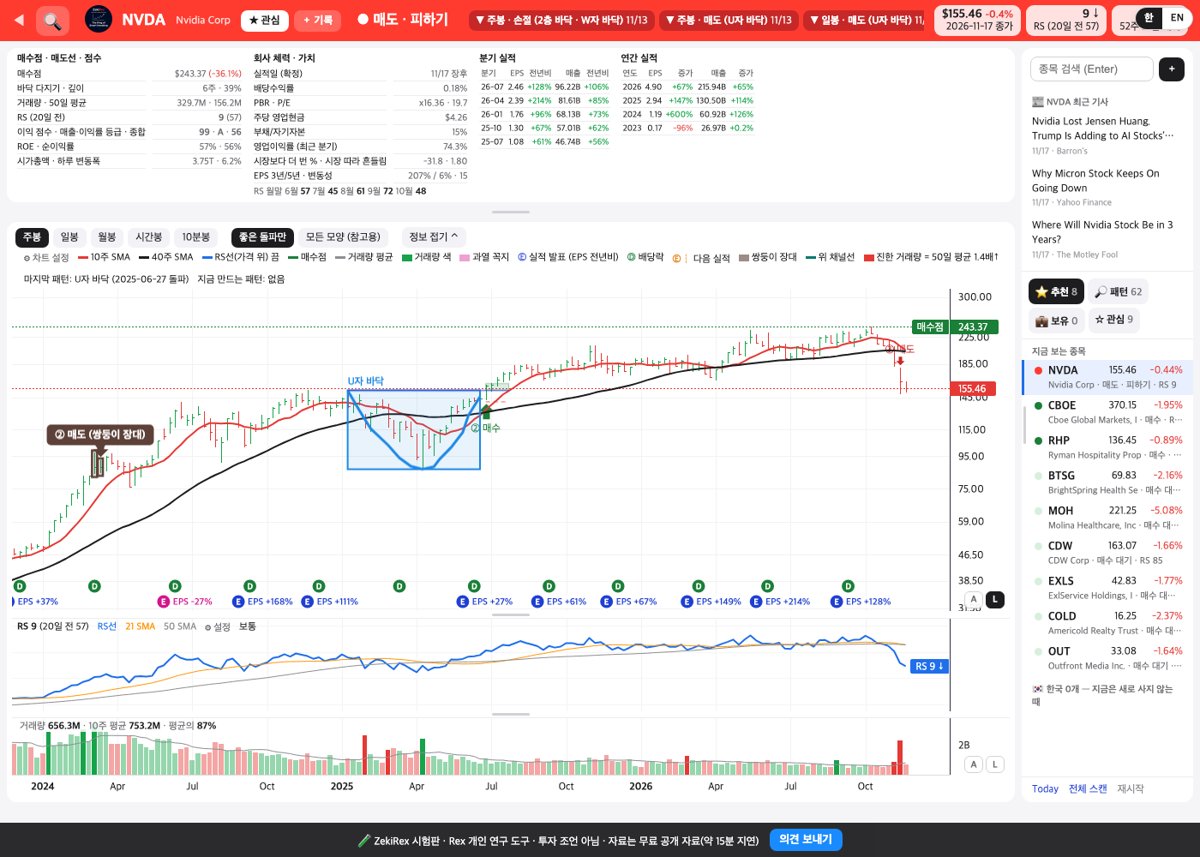 NVDA Nvidia Corp ★ 관심 + 기록 매도 · 피하기 ▼ 주봉 · 손절 (2층 바닥 · W자 바닥) 11/13 ▼ 주봉 · 매도 (U자 바닥) 11/13 ▼ 일봉 · 매도 (U자 바닥) 11/
$155.46 -0.4% 2026-11-17 종가
9 ↓ RS (20일 전 57)
52주
한 EN
매수점 · 매도선 · 점수
매수점 $243.37 (-36.1%)
바닥 다지기 · 깊이 6주 · 39%
거래량 · 50일 평균 329.7M · 156.2M
RS (20일 전) 9 (57)
이익 점수 · 매출·이익률 등급 · 종합 99 · A · 56
ROE · 순이익률 57% · 56%
시가총액 · 하루 변동폭 3.75T · 6.2%
회사 체력 · 가치
실적일 (확정) 11/17 장후
배당수익률 0.18%
PBR · P/E x16.36 · 19.7
주당 영업현금 $4.26
부채/자기자본 15%
영업이익률 (최근 분기) 74.3%
시장보다 더 번 % · 시장 따라 흔들림 -31.8 · 1.80
EPS 3년/5년 · 변동성 207% / 6% · 15
RS 월말 6월 57 7월 45 8월 61 9월 72 10월 48
분기 실적
분기 EPS 전년비 매출 전년비
26-07 2.46 +128% 96.22B +106%
26-04 2.39 +214% 81.61B +85%
26-01 1.76 +96% 68.13B +73%
25-10 1.30 +67% 57.01B +62%
25-07 1.08 +61% 46.74B +56%
연간 실적
연도 EPS 증가 매출 증가
2026 4.90 +67% 215.94B +65%
2025 2.94 +147% 130.50B +114%
2024 1.19 +600% 60.92B +126%
2023 0.17 -96% 26.97B +0.2%
주봉 일봉 월봉 시간봉 10분봉 좋은 돌파만 모든 모양 (참고용) 정보 접기 ^
차트 설정 10주 SMA 40주 SMA RS선(가격 위) 끔 매수점 거래량 평균 거래량 색 과열 꼭지 E 실적 발표 (EPS 전년비) D 배당락 E 다음 실적 쌍둥이 장대 위 채널선 진한 거래량 = 50일 평균 1.4배↑
마지막 패턴: U자 바닥 (2025-06-27 돌파) 지금 만드는 패턴: 없음
300.00
매수점 243.37
225.00
185.00
155.46
145.00
115.00
95.00
75.00
59.00
46.50
38.50
31.50
U자 바닥
② 매도 (쌍둥이 장대)
② 매수
D D D D D D D D D D D D
EPS +37% E EPS -27% E EPS +168% E EPS +111% E EPS +27% E EPS +61% E EPS +67% E EPS +149% E EPS +214% E EPS +128%
A L
RS 9 (20일 전 57) RS선 21 SMA 50 SMA 설정 보통
RS 9 ↓
거래량 656.3M · 10주 평균 753.2M · 평균의 87%
2B
A L
2024 Apr Jul Oct 2025 Apr Jul Oct 2026 Apr Jul Oct
종목 검색 (Enter) +
NVDA 최근 기사
Nvidia Lost Jensen Huang.
Trump Is Adding to AI Stocks'⋯
11/17 · Barron's
Why Micron Stock Keeps On
Going Down
11/17 · Yahoo Finance
Where Will Nvidia Stock Be in 3
Years?
11/17 · The Motley Fool
추천 8 패턴 62
보유 0 ☆ 관심 9
지금 보는 종목
NVDA 155.46 -0.44%
Nvidia Corp · 매도 · 피하기 · RS 9
CBOE 370.15 -1.95%
Cboe Global Markets, I · 매수 · R⋯
RHP 136.45 -0.89%
Ryman Hospitality Prop · 매수 · ⋯
BTSG 69.83 -2.16%
BrightSpring Health Se · 매수 대⋯
MOH 221.25 -5.08%
Molina Healthcare, Inc · 매수 대⋯
CDW 163.07 -1.66%
CDW Corp · 매수 대기 · RS 85
EXLS 42.83 -1.77%
ExlService Holdings, I · 매수 대⋯
COLD 16.25 -2.37%
Americold Realty Trust · 매수 대⋯
OUT 33.08 -1.64%
Outfront Media Inc. · 매수 대기 ⋯
한국 0개 — 지금은 새로 사지 않는
때
Today 전체 스캔 재시작
ZekiRex 시험판 · Rex 개인 연구 도구 · 투자 조언 아님 · 자료는 무료 공개 자료(약 15분 지연) 의견 보내기